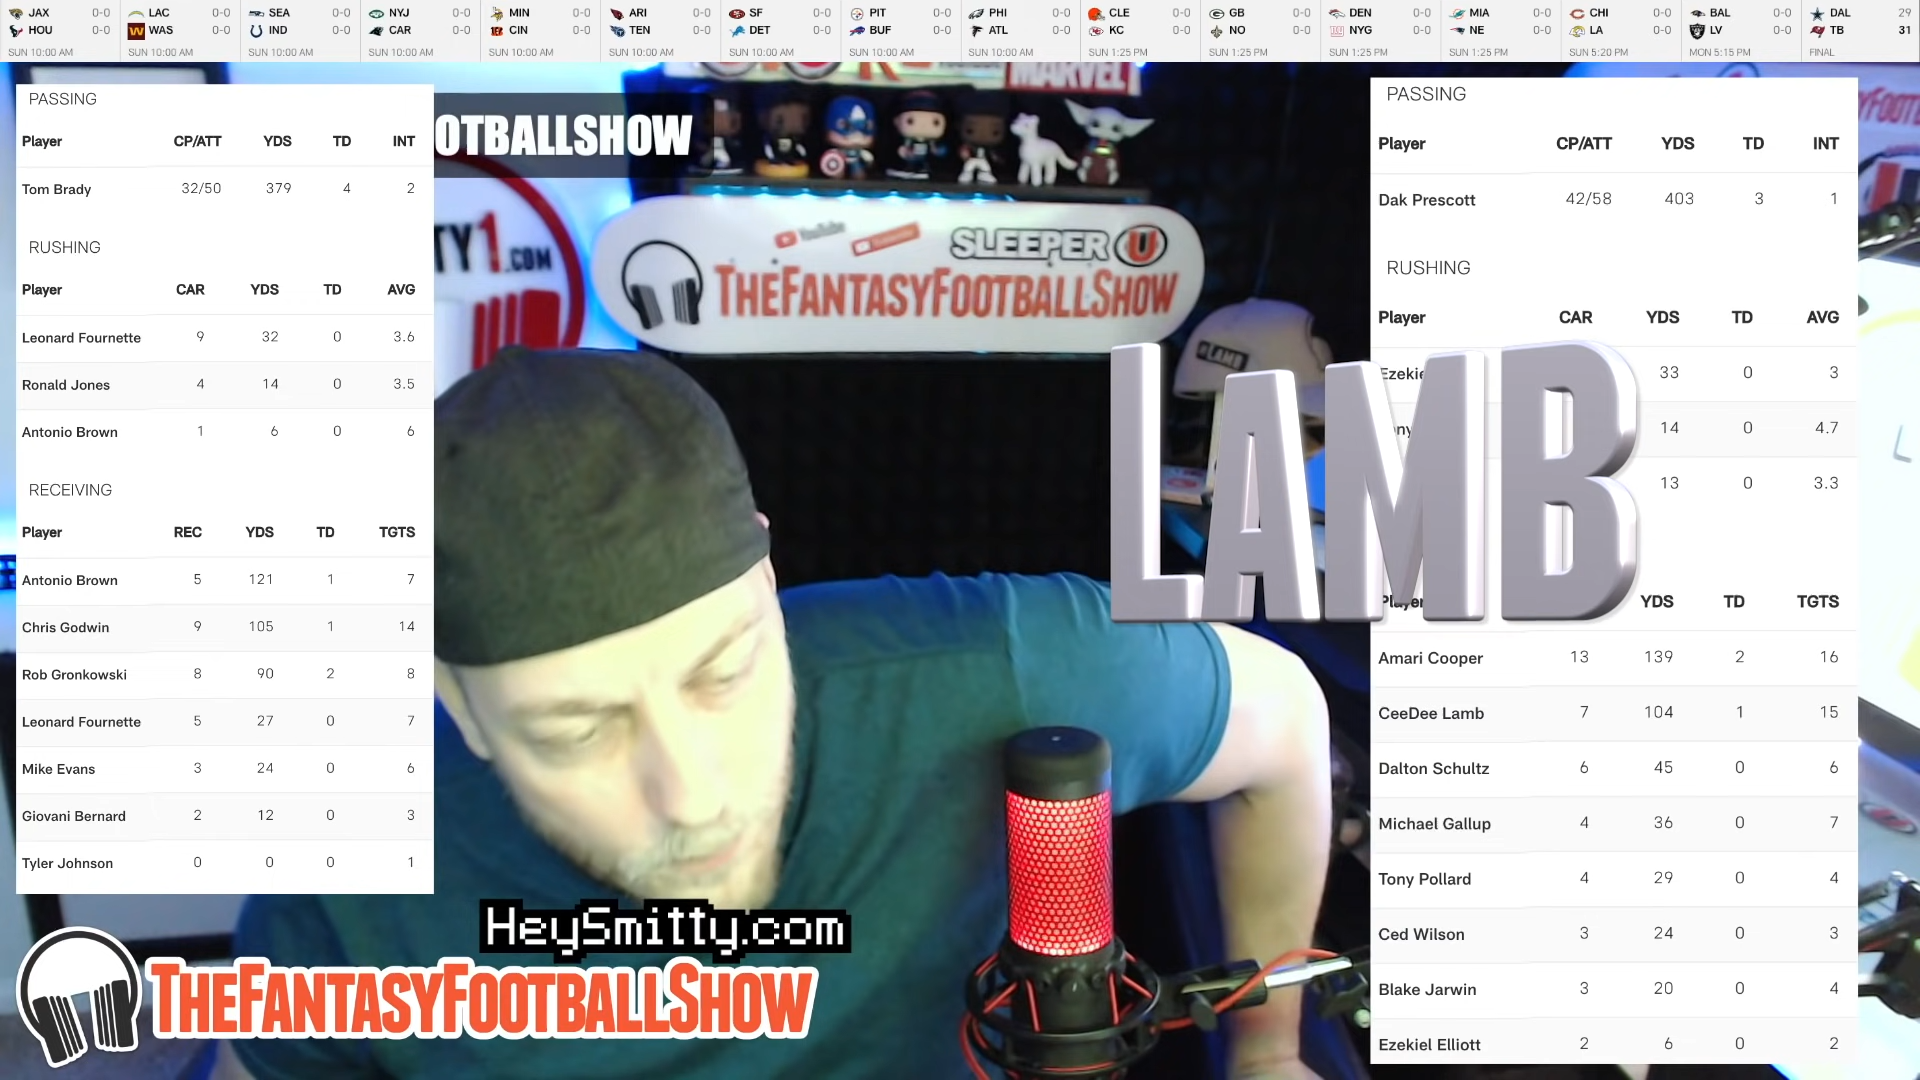 JAX 0-0
HOU 0-0
SUN 10:00 AM
LAC 0-0
WAS 0-0
SUN 10:00 AM
SEA 0-0
IND 0-0
SUN 10:00 AM
NYJ 0-0
CAR 0-0
SUN 10:00 AM
MIN 0-0
CIN 0-0
SUN 10:00 AM
ARI 0-0
TEN 0-0
SUN 10:00 AM
SF 0-0
DET 0-0
SUN 10:00 AM
PIT 0-0
BUF 0-0
SUN 10:00 AM
PHI 0-0
ATL 0-0
SUN 10:00 AM
CLE 0-0
KC 0-0
SUN 1:25 PM
GB 0-0
NO 0-0
SUN 1:25 PM
DEN 0-0
NYG 0-0
SUN 1:25 PM
MIA 0-0
NE 0-0
SUN 1:25 PM
CHI 0-0
LA 0-0
SUN 5:20 PM
BAL 0-0
LV 0-0
MON 5:15 PM
DAL 29
TB 31
FINAL
PASSING
Player CP/ATT YDS TD INT
Tom Brady 32/50 379 4 2
RUSHING
Player CAR YDS TD AVG
Leonard Fournette 9 32 0 3.6
Ronald Jones 4 14 0 3.5
Antonio Brown 1 6 0 6
RECEIVING
Player REC YDS TD TGTS
Antonio Brown 5 121 1 7
Chris Godwin 9 105 1 14
Rob Gronkowski 8 90 2 8
Leonard Fournette 5 27 0 7
Mike Evans 3 24 0 6
Giovani Bernard 2 12 0 3
Tyler Johnson 0 0 0 1
OTBALLSHOW
MARVEL
TY1.COM
YouTube
SLEEPER U
THEFANTASYFOOTBALLSHOW
#LAMB
LAMB
PASSING
Player CP/ATT YDS TD INT
Dak Prescott 42/58 403 3 1
RUSHING
Player CAR YDS TD AVG
Ezekie 33 0 3
ny 14 0 4.7
13 0 3.3
Player YDS TD TGTS
Amari Cooper 13 139 2 16
CeeDee Lamb 7 104 1 15
Dalton Schultz 6 45 0 6
Michael Gallup 4 36 0 7
Tony Pollard 4 29 0 4
Ced Wilson 3 24 0 3
Blake Jarwin 3 20 0 4
Ezekiel Elliott 2 6 0 2
HeySmitty.com
THEFANTASYFOOTBALLSHOW